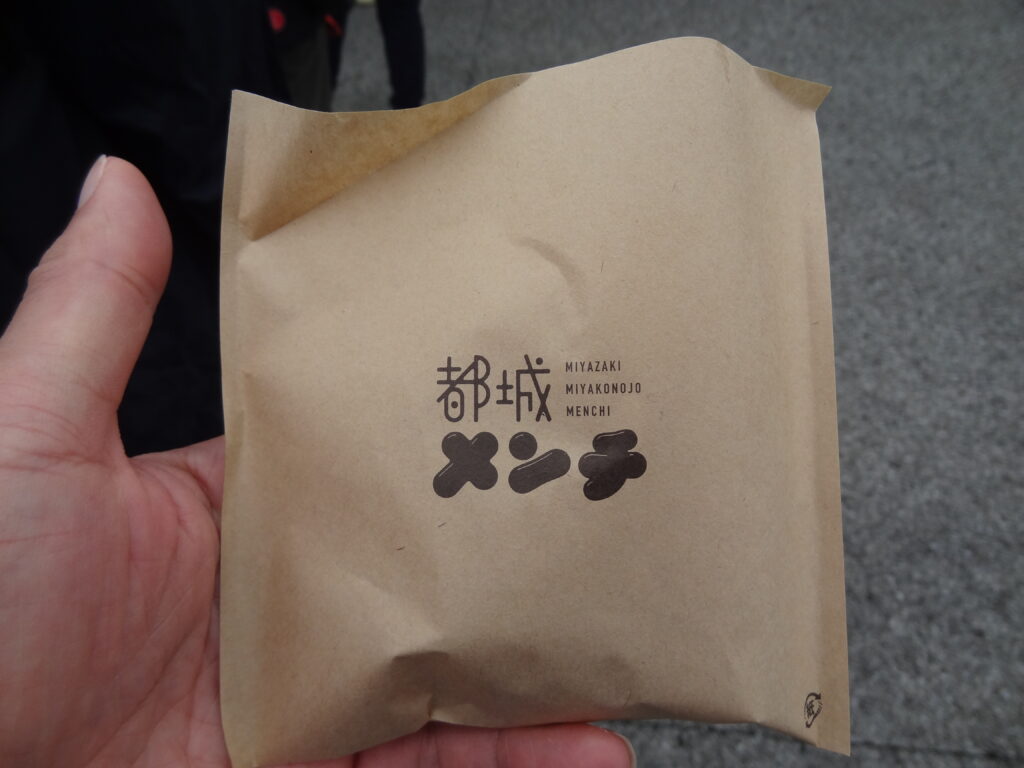 都城
MIYAZAKI
MIYAKONOJO
MENCHI
メンチ